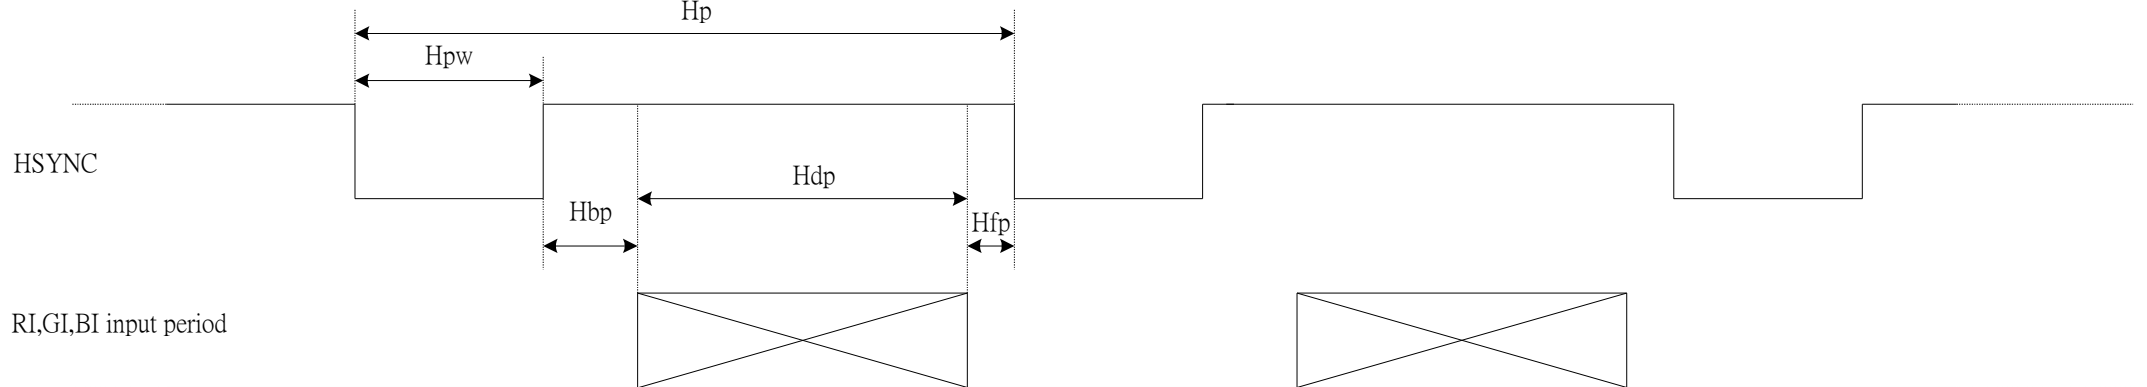 Hp
Hpw
HSYNC
Hdp
Hbp
Hfp
RI,GI,BI input period